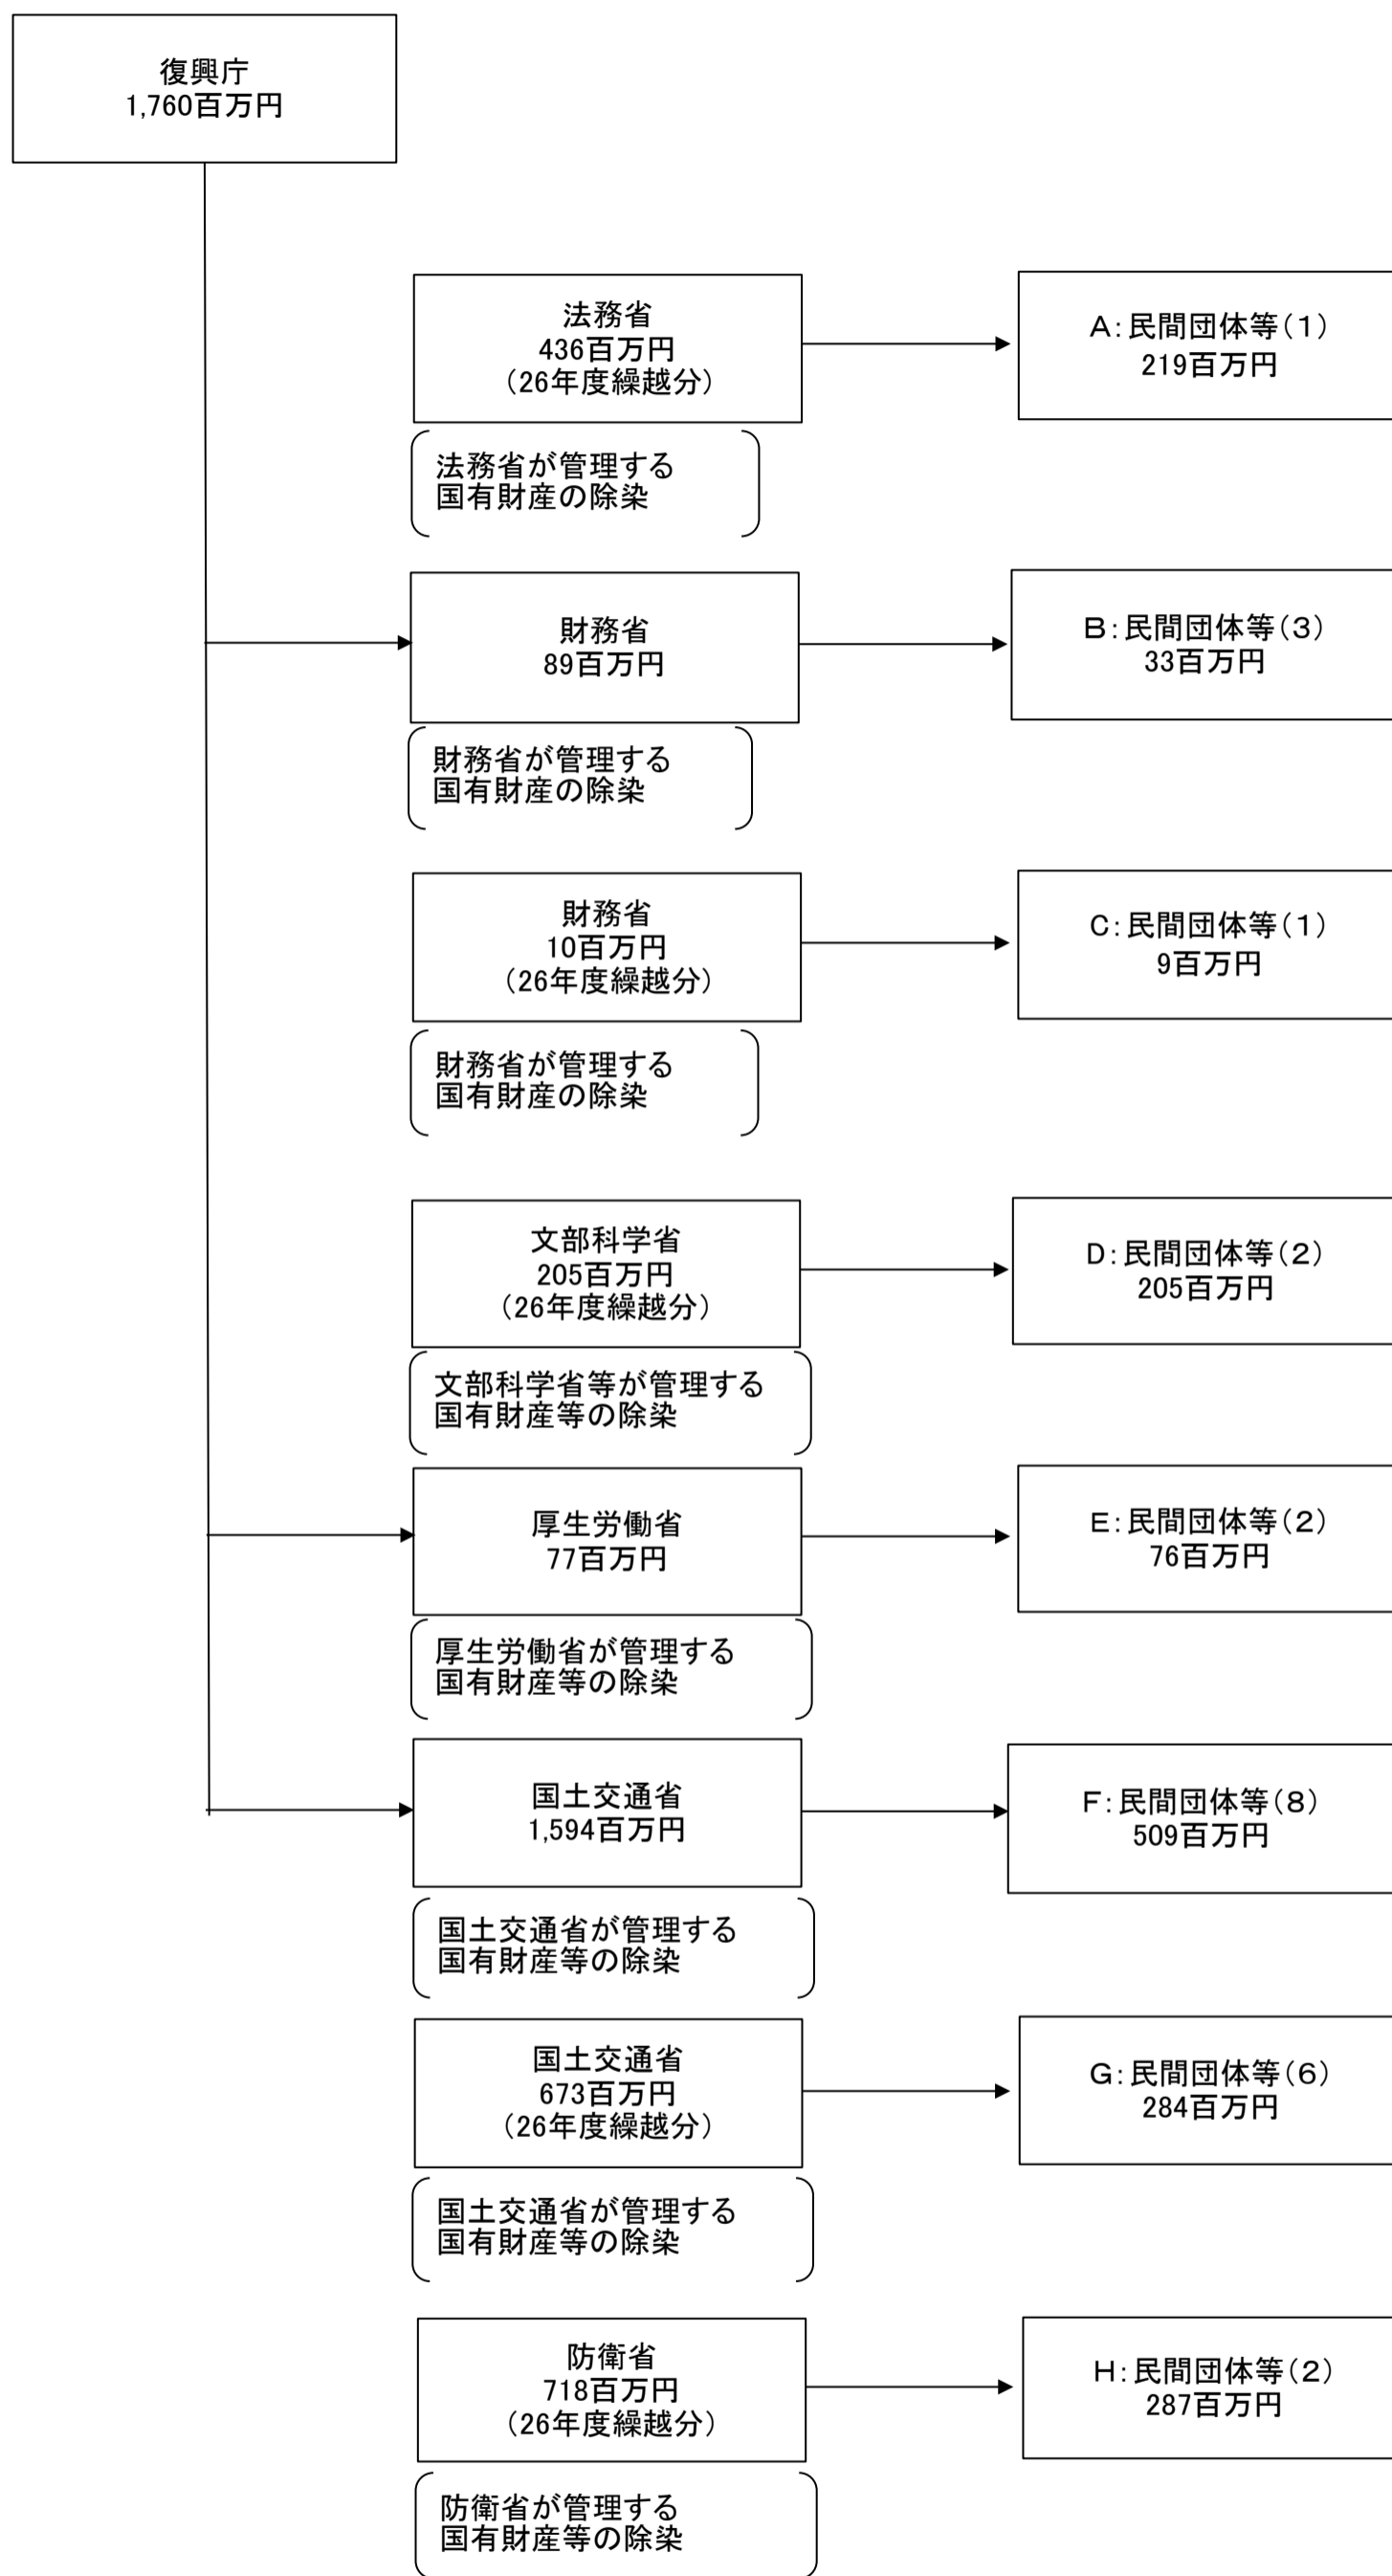 復興庁
1,760百万円
法務省
436百万円
（26年度繰越分）
A：民間団体等（1）
219百万円
法務省が管理する
国有財産の除染
財務省
89百万円
B：民間団体等（3）
33百万円
財務省が管理する
国有財産の除染
財務省
10百万円
（26年度繰越分）
C：民間団体等（1）
9百万円
財務省が管理する
国有財産の除染
文部科学省
205百万円
（26年度繰越分）
D：民間団体等（2）
205百万円
文部科学省等が管理する
国有財産等の除染
厚生労働省
77百万円
E：民間団体等（2）
76百万円
厚生労働省が管理する
国有財産等の除染
国土交通省
1,594百万円
F：民間団体等（8）
509百万円
国土交通省が管理する
国有財産等の除染
国土交通省
673百万円
（26年度繰越分）
G：民間団体等（6）
284百万円
国土交通省が管理する
国有財産等の除染
防衛省
718百万円
（26年度繰越分）
H：民間団体等（2）
287百万円
防衛省が管理する
国有財産等の除染